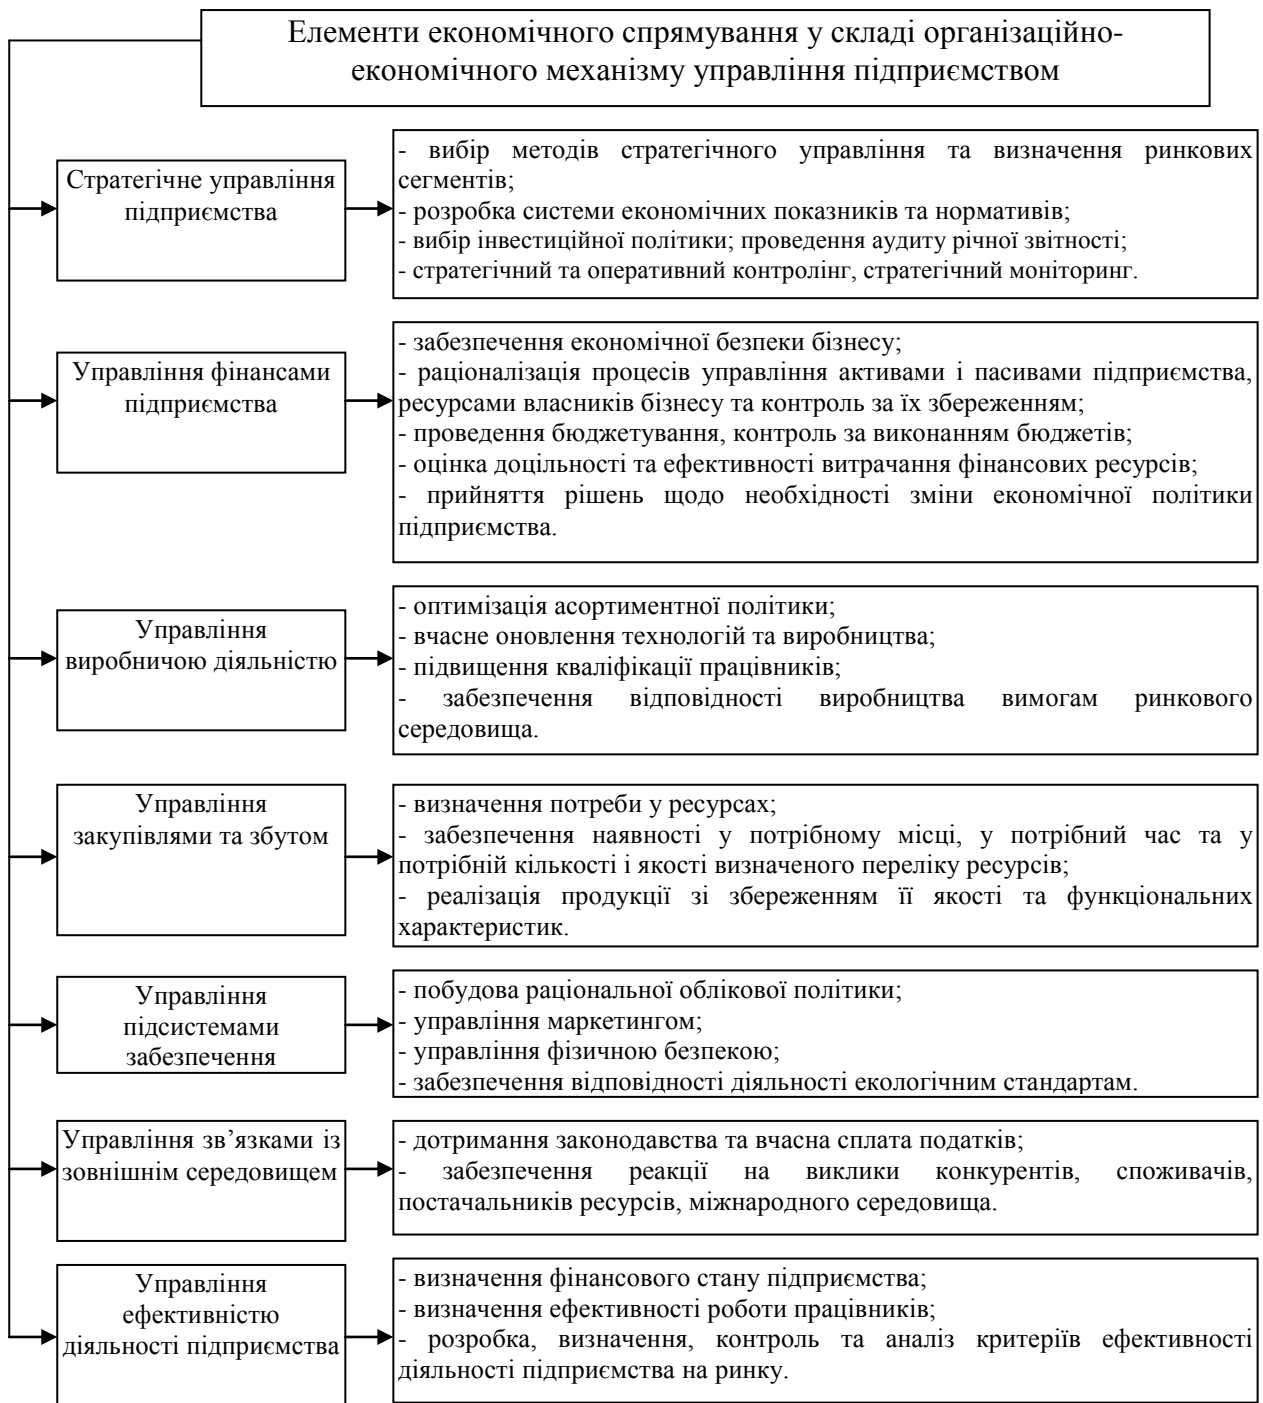 Елементи економічного спрямування у складі організаційно-
економічного механізму управління підприємством
Стратегічне управління
підприємства
- вибір методів стратегічного управління та визначення ринкових
сегментів;
- розробка системи економічних показників та нормативів;
- вибір інвестиційної політики; проведення аудиту річної звітності;
- стратегічний та оперативний контролінг, стратегічний моніторинг.
Управління фінансами
підприємства
- забезпечення економічної безпеки бізнесу;
- раціоналізація процесів управління активами і пасивами підприємства,
ресурсами власників бізнесу та контроль за їх збереженням;
- проведення бюджетування, контроль за виконанням бюджетів;
- оцінка доцільності та ефективності витрачання фінансових ресурсів;
- прийняття рішень щодо необхідності зміни економічної політики
підприємства.
Управління
виробничою діяльністю
- оптимізація асортиментної політики;
- вчасне оновлення технологій та виробництва;
- підвищення кваліфікації працівників;
- забезпечення відповідності виробництва вимогам ринкового
середовища.
Управління
закупівлями та збутом
- визначення потреби у ресурсах;
- забезпечення наявності у потрібному місці, у потрібний час та у
потрібній кількості і якості визначеного переліку ресурсів;
- реалізація продукції зі збереженням її якості та функціональних
характеристик.
Управління
підсистемами
забезпечення
- побудова раціональної облікової політики;
- управління маркетингом;
- управління фізичною безпекою;
- забезпечення відповідності діяльності екологічним стандартам.
Управління зв’язками із
зовнішнім середовищем
- дотримання законодавства та вчасна сплата податків;
- забезпечення реакції на виклики конкурентів, споживачів,
постачальників ресурсів, міжнародного середовища.
Управління
ефективністю
діяльності підприємства
- визначення фінансового стану підприємства;
- визначення ефективності роботи працівників;
- розробка, визначення, контроль та аналіз критеріїв ефективності
діяльності підприємства на ринку.